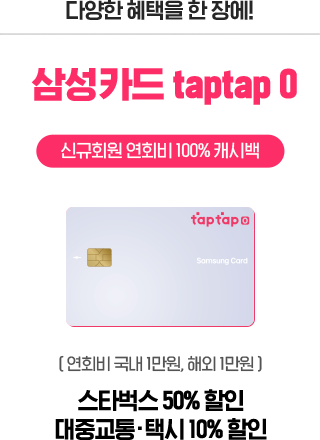 다양한 혜택을 한 장에!
삼성카드 taptap O
신규회원 연회비 100% 캐시백
taptap O
Samsung Card
( 연회비 국내 1만원, 해외 1만원 )
스타벅스 50% 할인
대중교통·택시 10% 할인